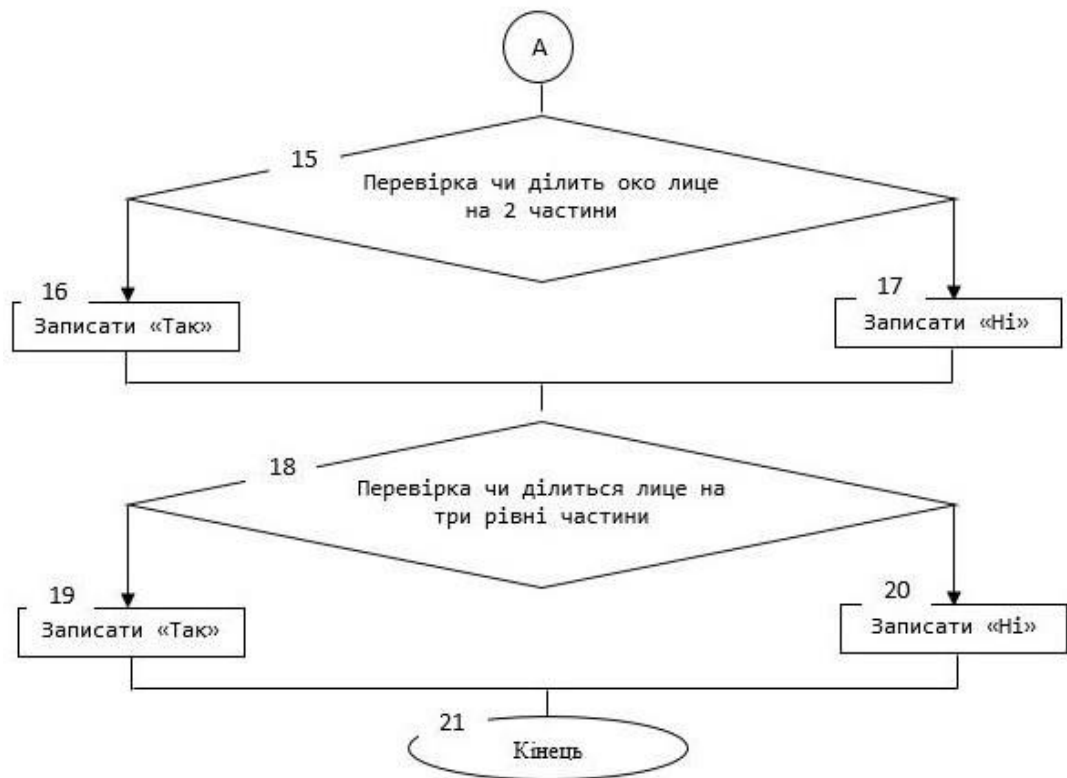 А
15
Перевірка чи ділить око лице
на 2 частини
16
17
Записати «Так»
Записати «Ні»
18
Перевірка чи ділиться лице на
три рівні частини
19
20
Записати «Так»
Записати «Ні»
21
Кінець